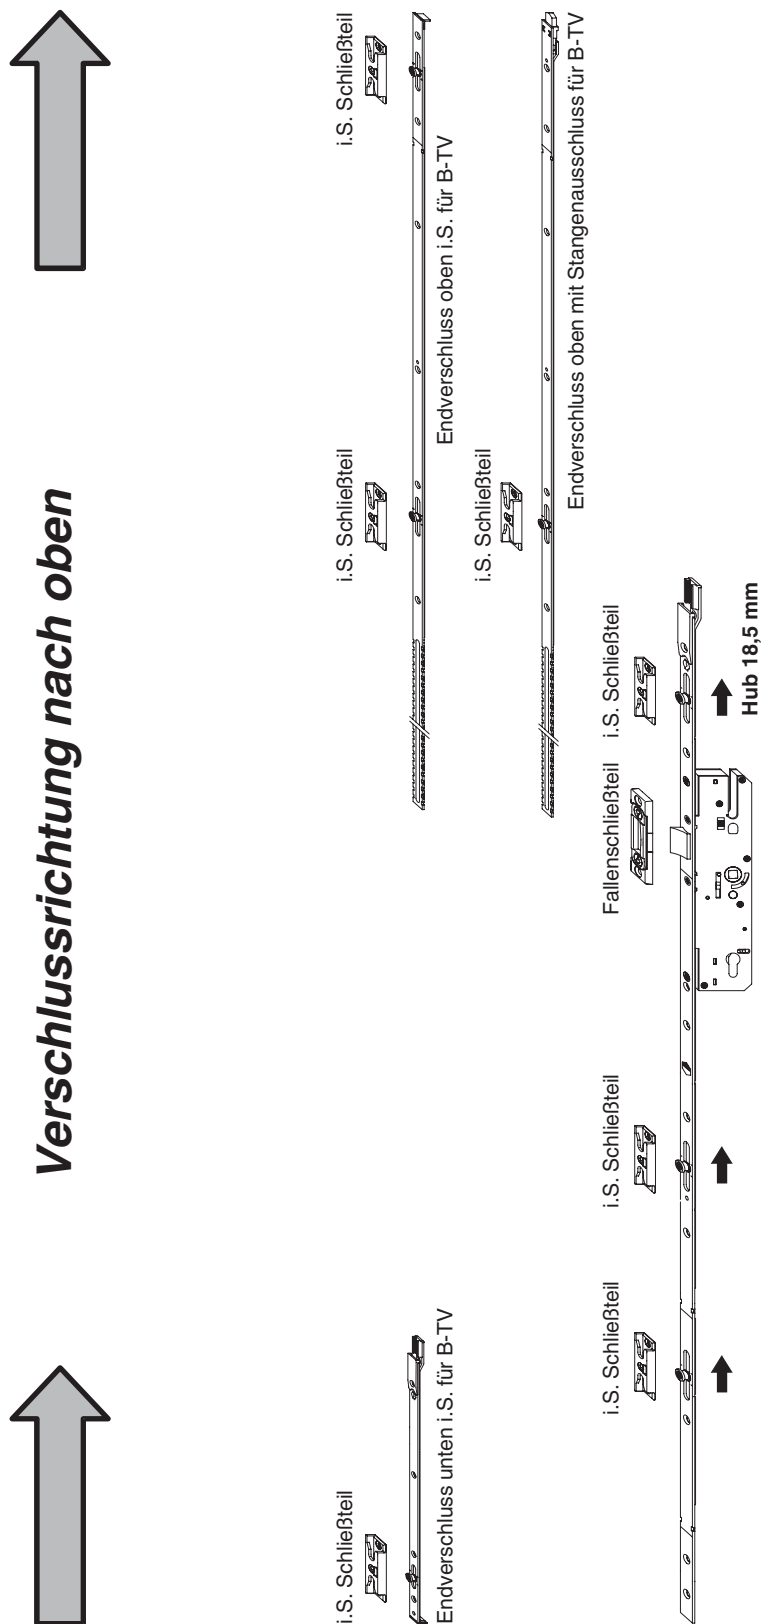 Verschlussrichtung nach oben
i.S. Schließteil
i.S. Schließteil
i.S. Schließteil
Endverschluss unten i.S. für B-TV
Endverschluss oben i.S. für B-TV
i.S. Schließteil
Endverschluss oben mit Stangenausschluss für B-TV
i.S. Schließteil
i.S. Schließteil
Fallenschließteil
i.S. Schließteil
Hub 18,5 mm